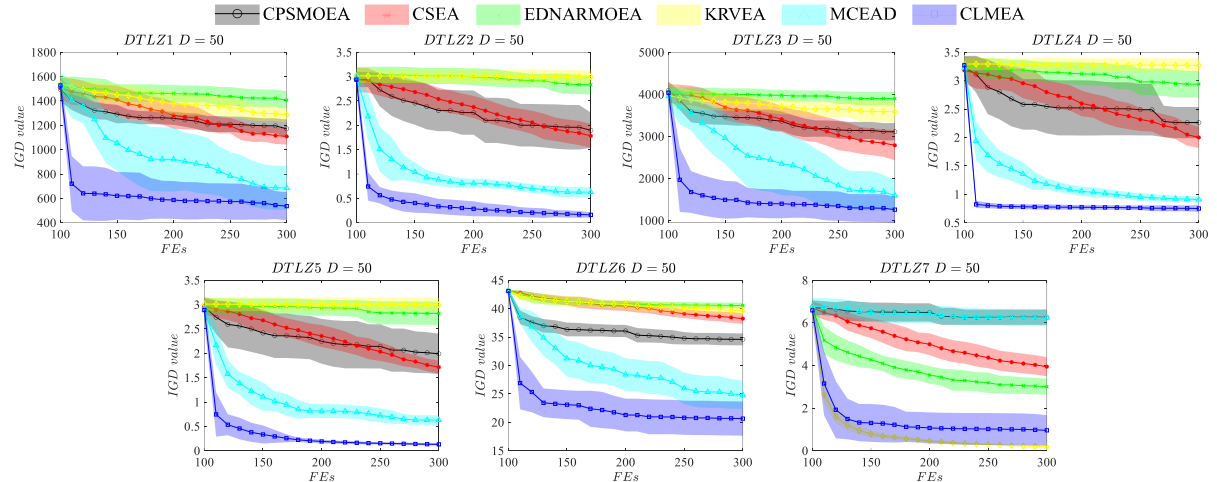 CPSMOEA CSEA EDNARMOEA KRVEA MCEAD CLMEA
DTLZ1 D = 50
1800
1600
1400
1200
1000
800
600
400
100 150 200 250 300
IGD value
FEs
DTLZ2 D = 50
3.5
3
2.5
2
1.5
1
0.5
0
100 150 200 250 300
IGD value
FEs
DTLZ3 D = 50
5000
4000
3000
2000
1000
100 150 200 250 300
IGD value
FEs
DTLZ4 D = 50
3.5
3
2.5
2
1.5
1
0.5
100 150 200 250 300
IGD value
FEs
DTLZ5 D = 50
3.5
3
2.5
2
1.5
1
0.5
0
100 150 200 250 300
IGD value
FEs
DTLZ6 D = 50
45
40
35
30
25
20
15
100 150 200 250 300
IGD value
FEs
DTLZ7 D = 50
8
6
4
2
0
100 150 200 250 300
IGD value
FEs